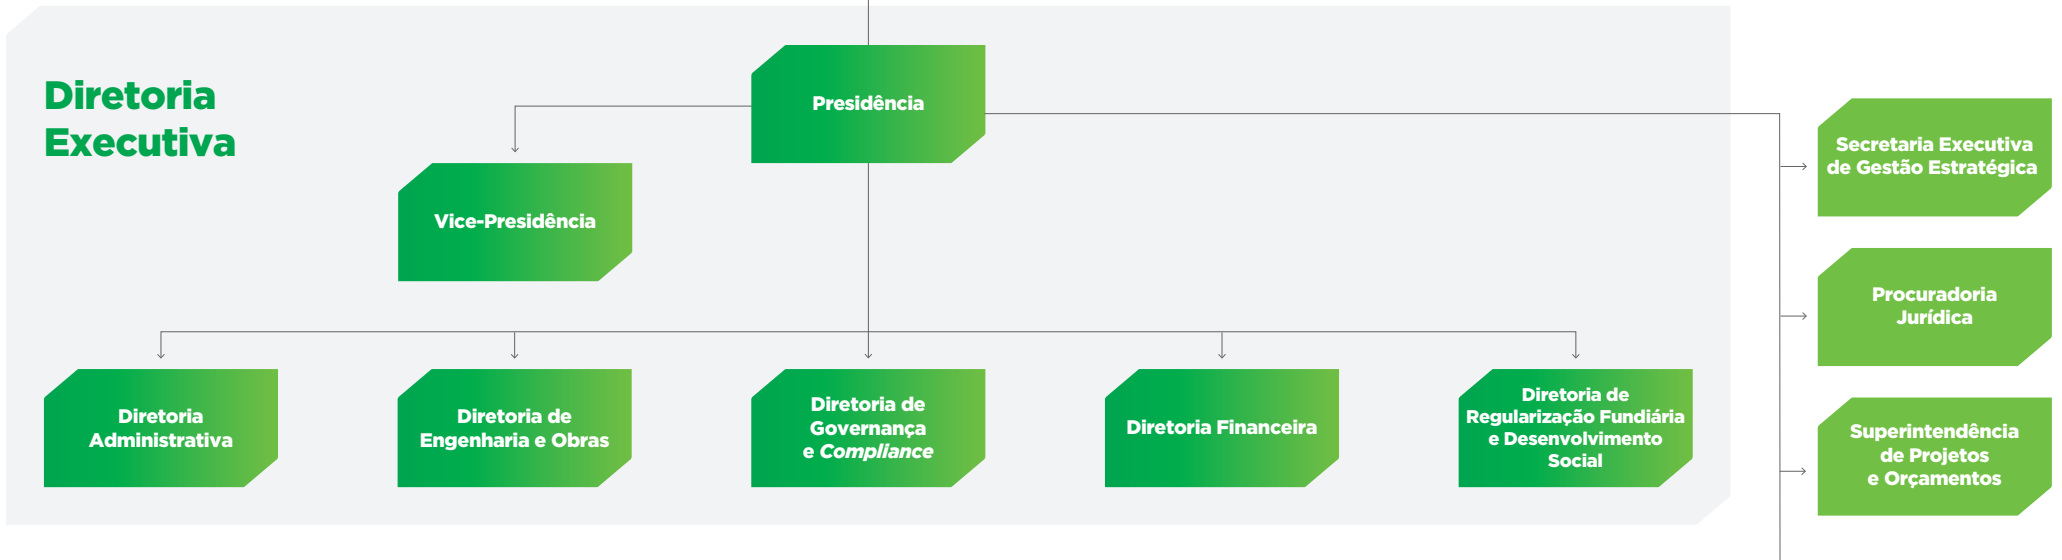 Diretoria
Executiva
Presidência
Vice-Presidência
Diretoria
Administrativa
Diretoria de
Engenharia e Obras
Diretoria de
Governança
e Compliance
Diretoria Financeira
Diretoria de
Regularização Fundiária
e Desenvolvimento
Social
Secretaria Executiva
de Gestão Estratégica
Procuradoria
Jurídica
Superintendência
de Projetos
e Orçamentos